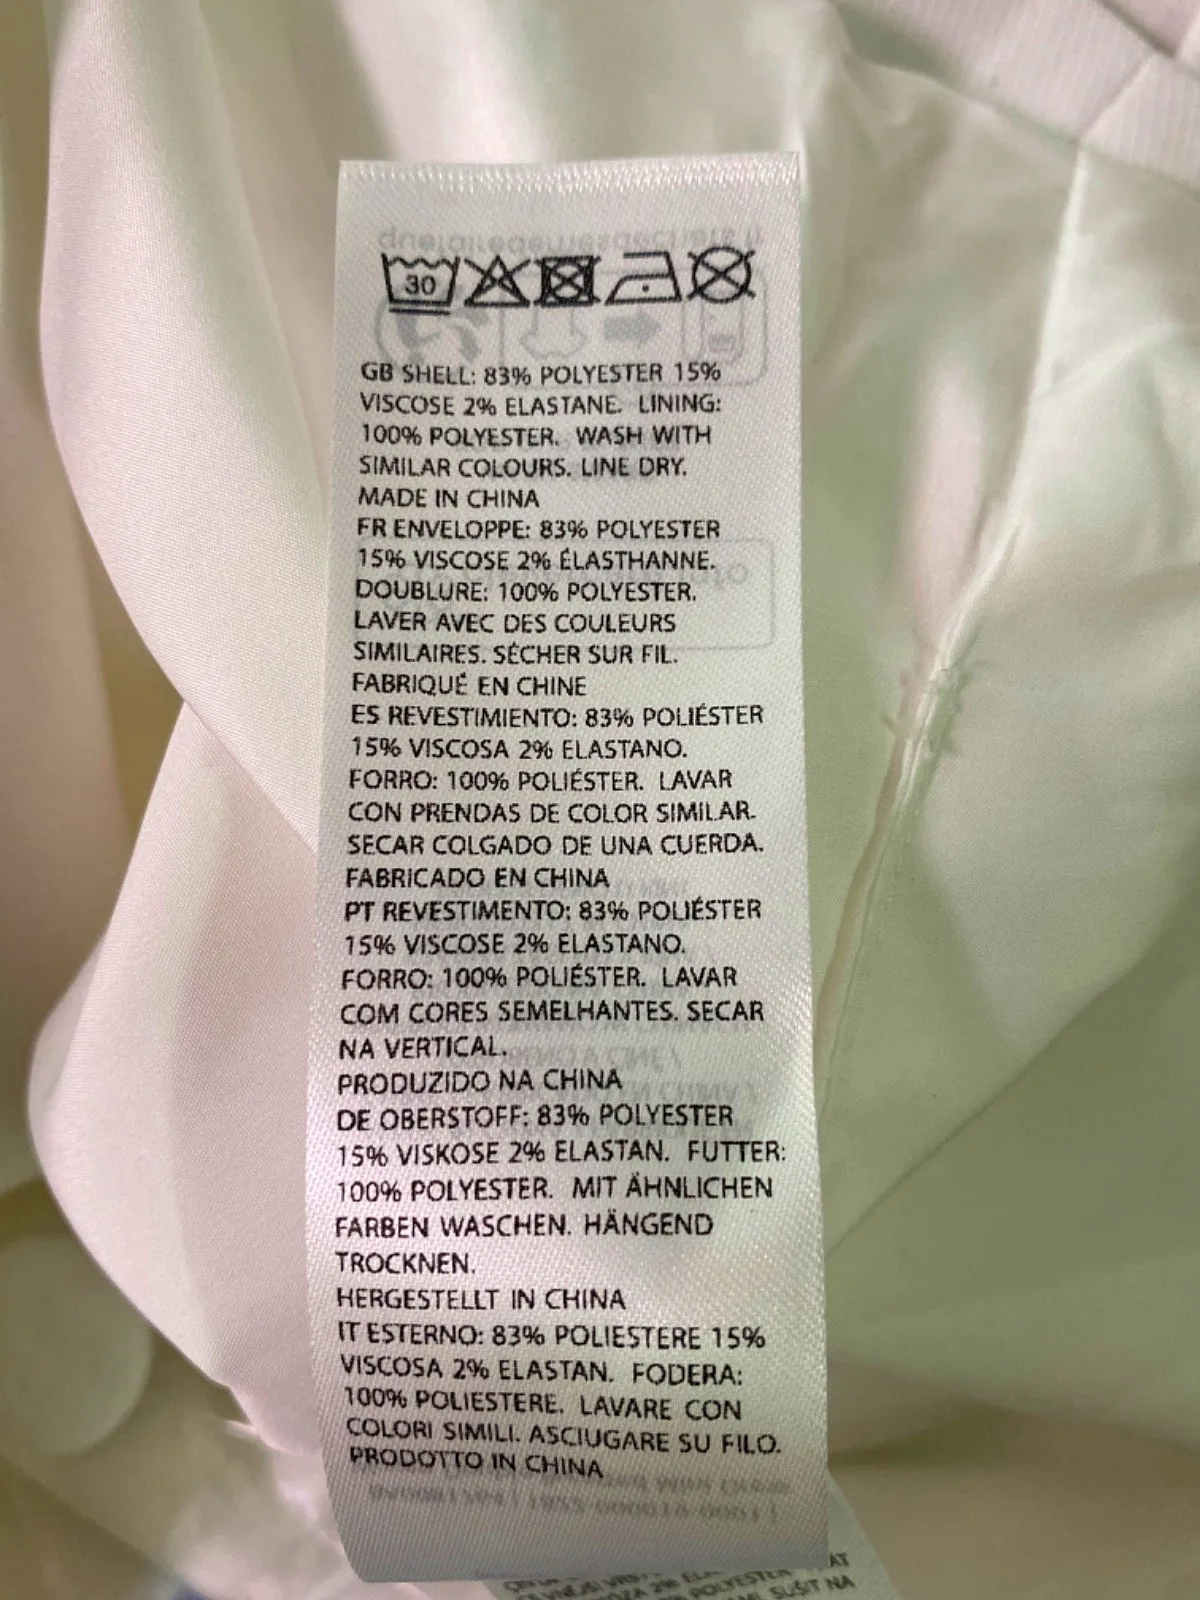 30
GB SHELL: 83% POLYESTER 15%
VISCOSE 2% ELASTANE. LINING:
100% POLYESTER. WASH WITH
SIMILAR COLOURS. LINE DRY.
MADE IN CHINA
FR ENVELOPPE: 83% POLYESTER
15% VISCOSE 2% ÉLASTHANNE.
DOUBLURE: 100% POLYESTER.
LAVER AVEC DES COULEURS
SIMILAIRES. SÉCHER SUR FIL.
FABRIQUÉ EN CHINE
ES REVESTIMIENTO: 83% POLIÉSTER
15% VISCOSA 2% ELASTANO.
FORRO: 100% POLIÉSTER. LAVAR
CON PRENDAS DE COLOR SIMILAR.
SECAR COLGADO DE UNA CUERDA.
FABRICADO EN CHINA
PT REVESTIMENTO: 83% POLIÉSTER
15% VISCOSE 2% ELASTANO.
FORRO: 100% POLIÉSTER. LAVAR
COM CORES SEMELHANTES. SECAR
NA VERTICAL.
PRODUZIDO NA CHINA
DE OBERSTOFF: 83% POLYESTER
15% VISKOSE 2% ELASTAN. FUTTER:
100% POLYESTER. MIT ÄHNLICHEN
FARBEN WASCHEN. HÄNGEND
TROCKNEN.
HERGESTELLT IN CHINA
IT ESTERNO: 83% POLIESTERE 15%
VISCOSA 2% ELASTAN. FODERA:
100% POLIESTERE. LAVARE CON
COLORI SIMILI. ASCIUGARE SU FILO.
PRODOTTO IN CHINA
SUŠIT NA